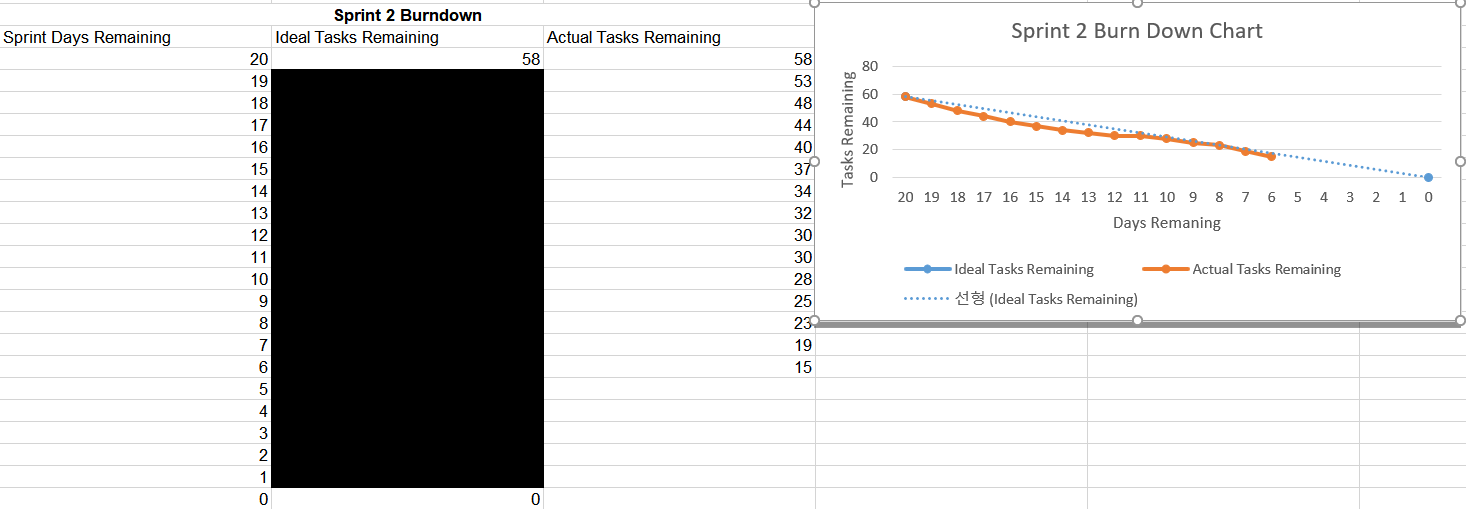 Sprint 2 Burndown
Sprint Days Remaining Ideal Tasks Remaining Actual Tasks Remaining
20 58 58
19 53
18 48
17 44
16 40
15 37
14 34
13 32
12 30
11 30
10 28
9 25
8 23
7 19
6 15
5
4
3
2
1
0 0
Sprint 2 Burn Down Chart
Tasks Remaining
80
60
40
20
0
20 19 18 17 16 15 14 13 12 11 10 9 8 7 6 5 4 3 2 1 0
Days Remaning
Ideal Tasks Remaining Actual Tasks Remaining
선형 (Ideal Tasks Remaining)